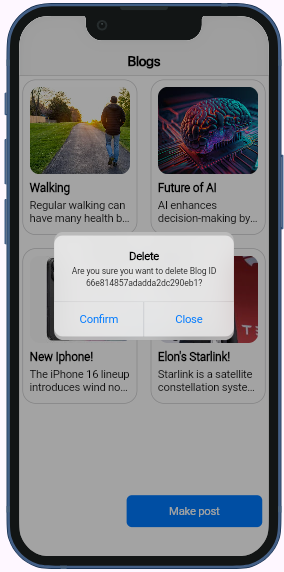 Blogs
Walking
Regular walking can
have many health b...
Future of AI
AI enhances
decision-making by...
Delete
Are you sure you want to delete Blog ID
66e814857adadda2dc290eb1?
Confirm
Close
New Iphone!
The iPhone 16 lineup
introduces wind no...
Elon's Starlink!
Starlink is a satellite
constellation syste...
Make post